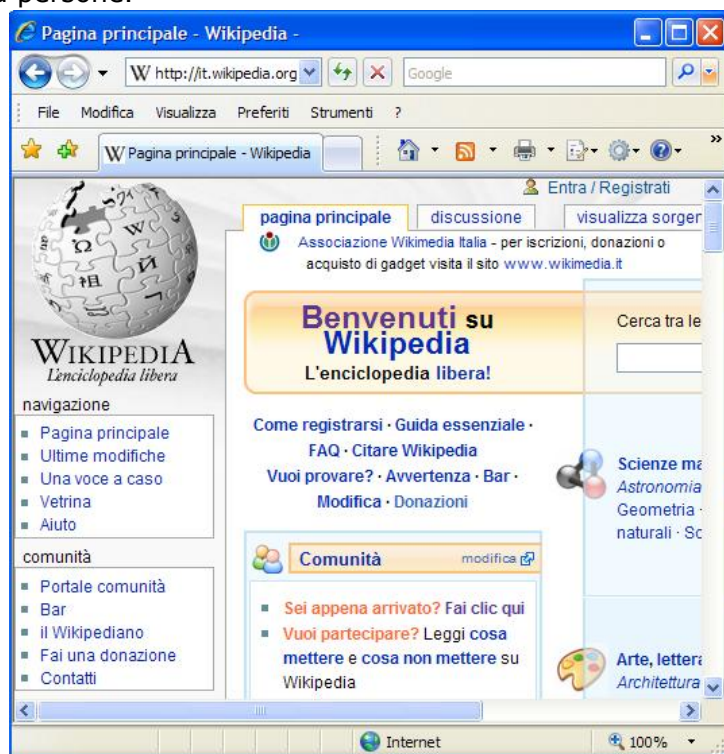 persone.
Pagina principale - Wikipedia -
W http://it.wikipedia.org
Google
File Modifica Visualizza Preferiti Strumenti ?
W Pagina principale - Wikipedia
»
Entra / Registrati
pagina principale
discussione
visualizza sorgen
Associazione Wikimedia Italia - per iscrizioni, donazioni o
acquisto di gadget visita il sito www.wikimedia.it
Benvenuti su
Wikipedia
L'enciclopedia libera!
Cerca tra le
WIKIPEDIA
L'enciclopedia libera
navigazione
Pagina principale
Ultime modifiche
Una voce a caso
Vetrina
Aiuto
comunità
Portale comunità
Bar
il Wikipediano
Fai una donazione
Contatti
Come registrarsi · Guida essenziale ·
FAQ · Citare Wikipedia
Vuoi provare? · Avvertenza · Bar ·
Modifica · Donazioni
Comunità
modifica
Sei appena arrivato? Fai clic qui
Vuoi partecipare? Leggi cosa
mettere e cosa non mettere su
Wikipedia
Scienze ma
Astronomia
Geometria ·
naturali · Sc
Arte, lettera
Architettura
Internet
100%